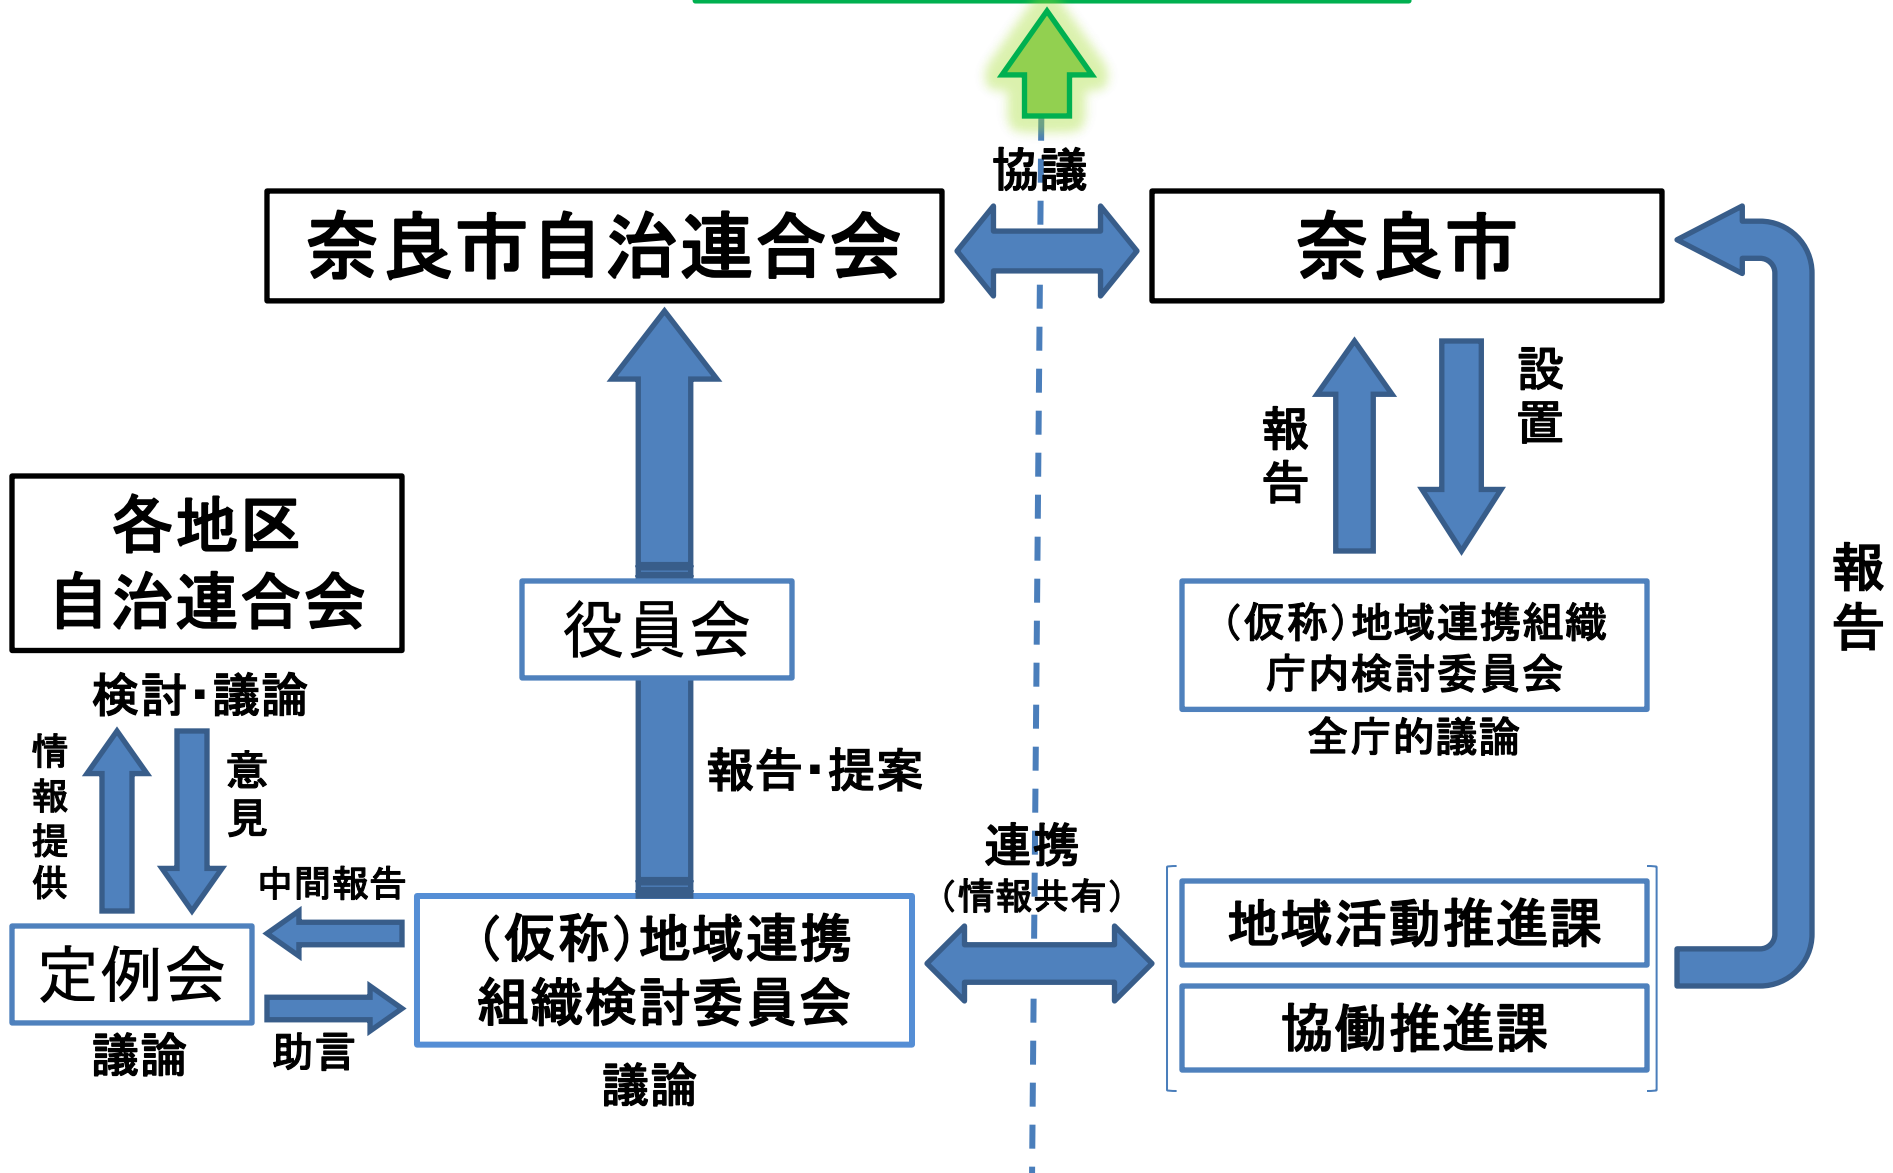 協議
奈良市自治連合会
奈良市
設置
報告
各地区
自治連合会
検討・議論
役員会
（仮称）地域連携組織
庁内検討委員会
全庁的議論
報告
情報提供
意見
報告・提案
連携
（情報共有）
中間報告
定例会
議論
助言
（仮称）地域連携
組織検討委員会
議論
地域活動推進課
協働推進課